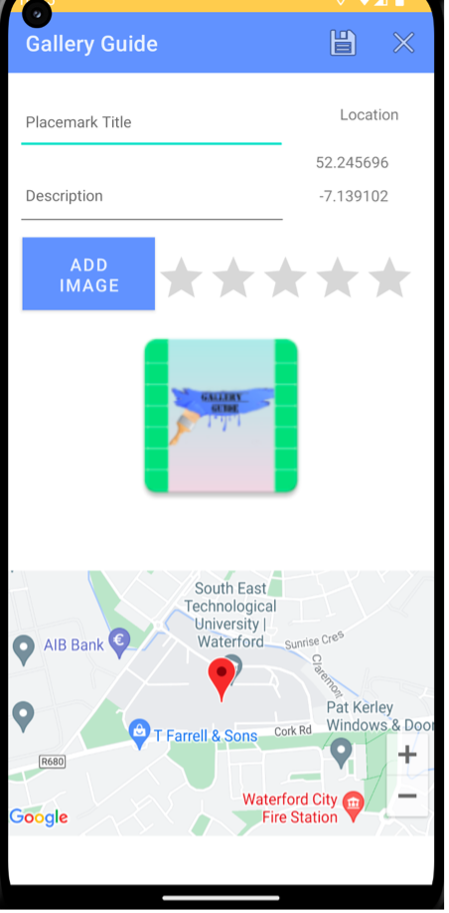 Gallery Guide
Placemark Title
Location
52.245696
Description
-7.139102
ADD
IMAGE
GALLERY
GUIDE
South East
Technological
University |
Waterford
Sunrise Cres
AIB Bank
Claremont
Pat Kerley
Windows & Door
T Farrell & Sons
Cork Rd
R680
+
−
Waterford City
Fire Station
Google